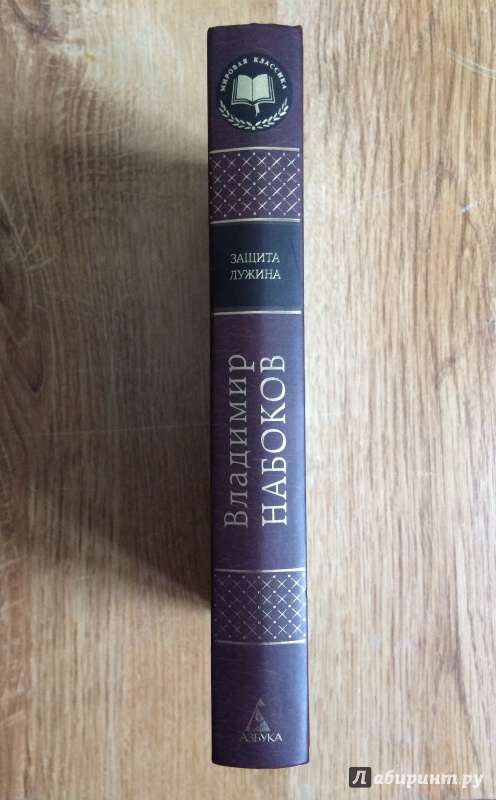 МИРОВАЯ КЛАССИКА
ЗАЩИТА
ЛУЖИНА
Владимир
НАБОКОВ
АЗБУКА
Лабиринт.ру